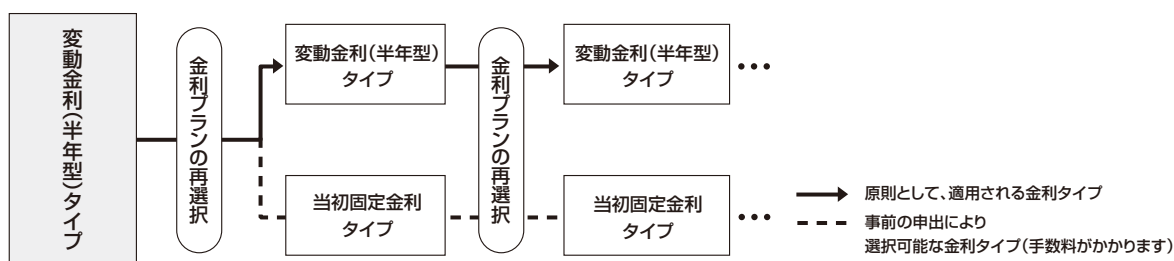 変動金利(半年型)タイプ
金利プランの再選択
変動金利(半年型)
タイプ
当初固定金利
タイプ
金利プランの再選択
変動金利(半年型)
タイプ
•••
当初固定金利
タイプ
•••
原則として、適用される金利タイプ
事前の申出により
選択可能な金利タイプ(手数料がかかります)